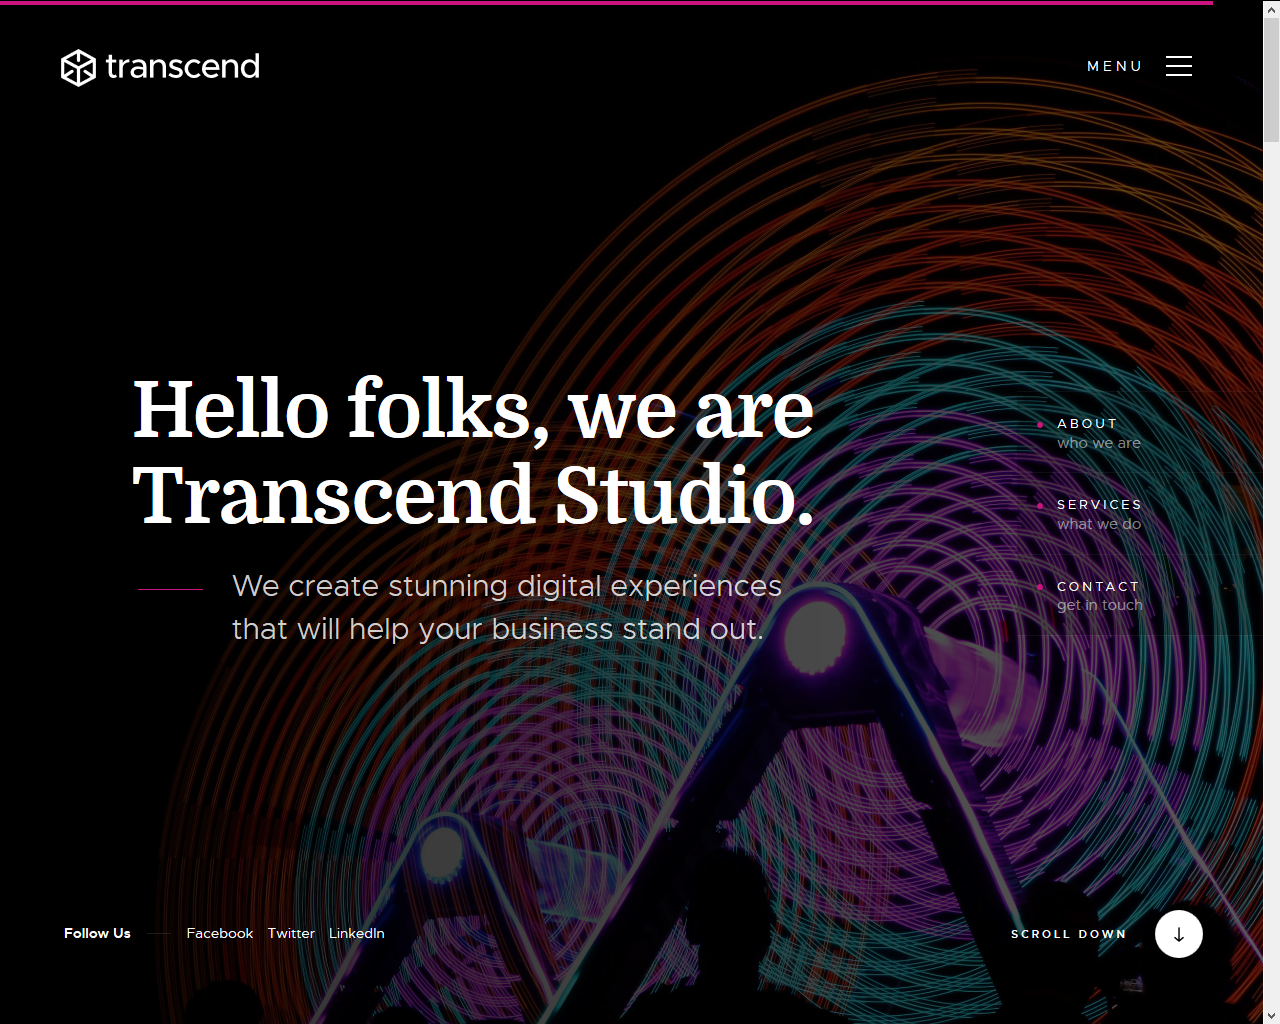 transcend
MENU
Hello folks, we are
Transcend Studio.
We create stunning digital experiences
that will help your business stand out.
ABOUT
who we are
SERVICES
what we do
CONTACT
get in touch
Follow Us
Facebook Twitter LinkedIn
SCROLL DOWN